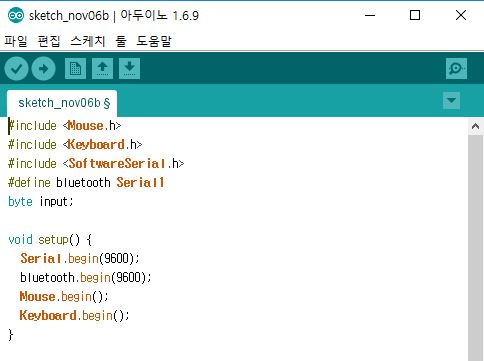 sketch_nov06b | 아두이노 1.6.9
파일 편집 스케치 툴 도움말
sketch_nov06b §
#include <Mouse.h>
#include <Keyboard.h>
#include <SoftwareSerial.h>
#define bluetooth Serial1
byte input;
void setup() {
  Serial.begin(9600);
  bluetooth.begin(9600);
  Mouse.begin();
  Keyboard.begin();
}